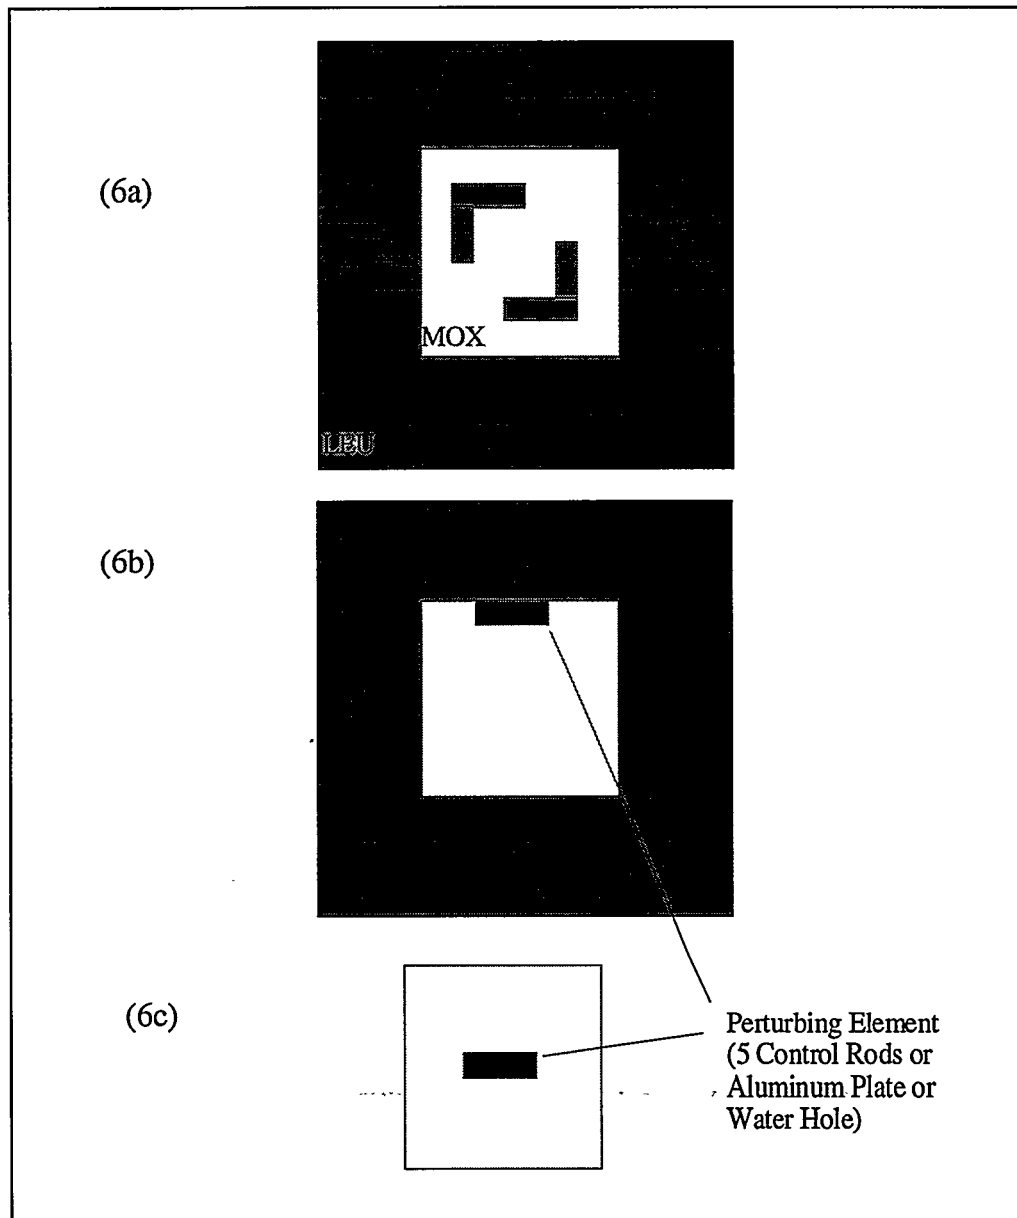 (6a)
MOX
LEU
(6b)
(6c)
Perturbing Element
(5 Control Rods or
Aluminum Plate or
Water Hole)